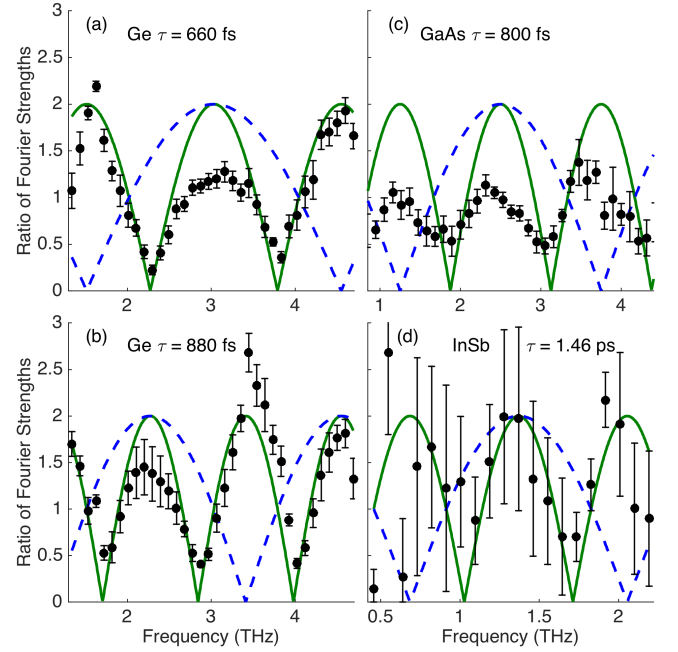 (a) Ge τ = 660 fs
(c) GaAs τ = 800 fs
Ratio of Fourier Strengths
3
2.5
2
1.5
1
0.5
0
2 3 4
1 2 3 4
(b) Ge τ = 880 fs
(d) InSb τ = 1.46 ps
Ratio of Fourier Strengths
3
2.5
2
1.5
1
0.5
0
2 3 4
0.5 1 1.5 2
Frequency (THz)
Frequency (THz)